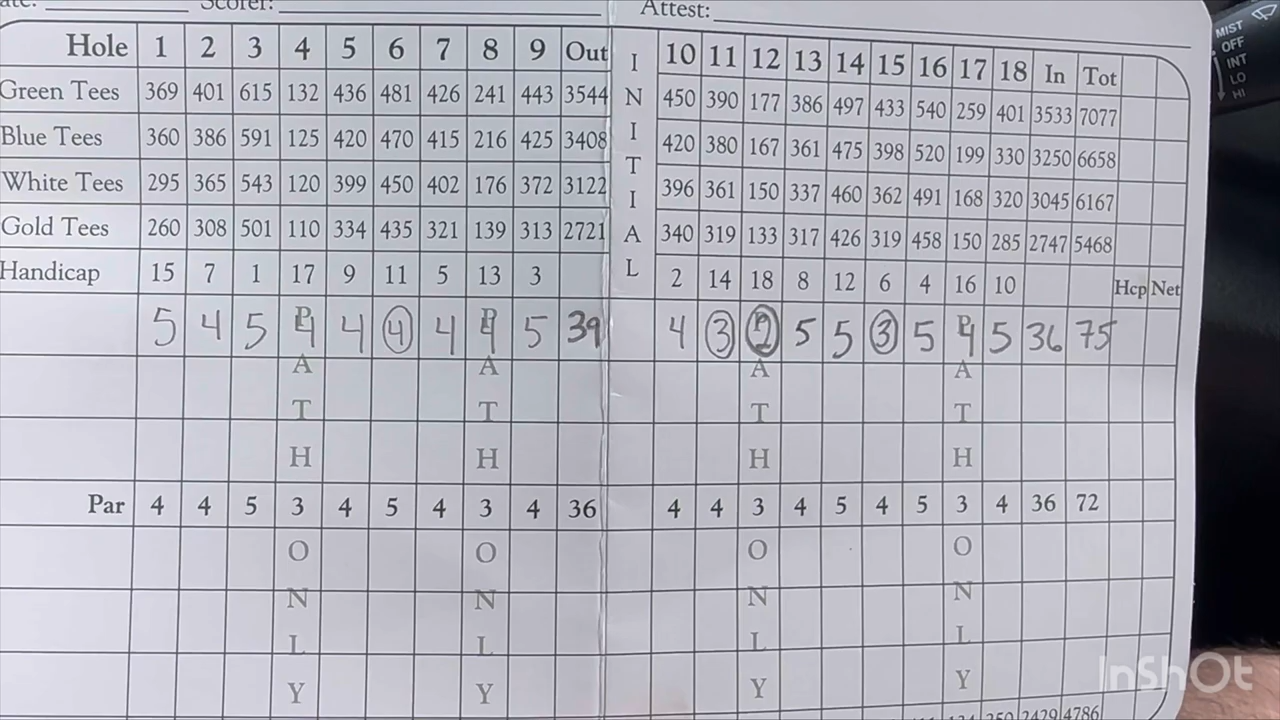 Scorer: Attest:
Hole 1 2 3 4 5 6 7 8 9 Out INITIAL 10 11 12 13 14 15 16 17 18 In Tot
Green Tees 369 401 615 132 436 481 426 241 443 3544 450 390 177 386 497 433 540 259 401 3533 7077
Blue Tees 360 386 591 125 420 470 415 216 425 3408 420 380 167 361 475 398 520 199 330 3250 6658
White Tees 295 365 543 120 399 450 402 176 372 3122 396 361 150 337 460 362 491 168 320 3045 6167
Gold Tees 260 308 501 110 334 435 321 139 313 2721 340 319 133 317 426 319 458 150 285 2747 5468
Handicap 15 7 1 17 9 11 5 13 3 2 14 18 8 12 6 4 16 10 Hcp Net
5 4 5 4 4 4 4 4 5 39 4 3 2 5 5 3 5 4 5 36 75
PATH PATH PATH PATH
Par 4 4 5 3 4 5 4 3 4 36 4 4 3 4 5 4 5 3 4 36 72
ONLY ONLY ONLY ONLY
2429 4786
MIST
OFF
INT
LO
HI
InShOt